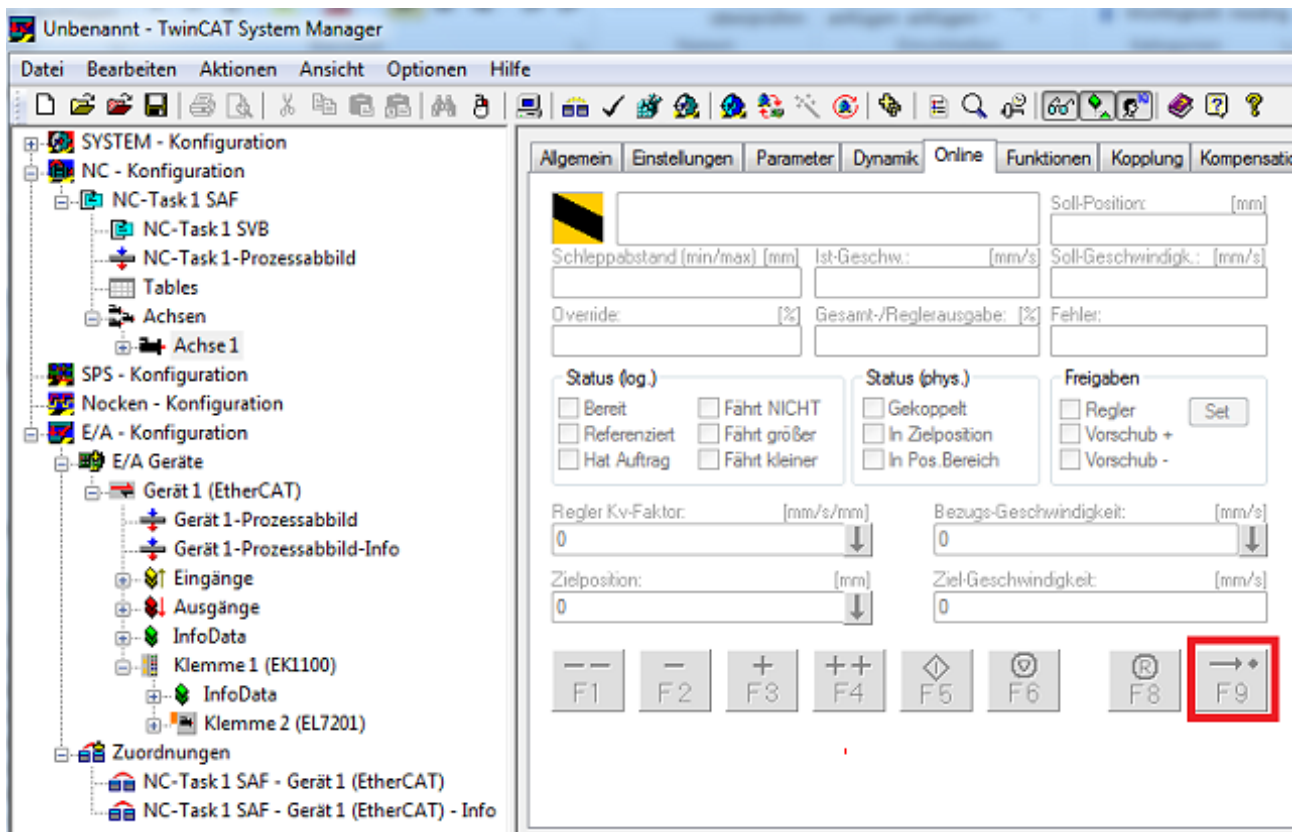 Unbenannt - TwinCAT System Manager
Datei Bearbeiten Aktionen Ansicht Optionen Hilfe
SYSTEM - Konfiguration
NC - Konfiguration
NC-Task 1 SAF
NC-Task 1 SVB
NC-Task 1-Prozessabbild
Tables
Achsen
Achse 1
SPS - Konfiguration
Nocken - Konfiguration
E/A - Konfiguration
E/A Geräte
Gerät 1 (EtherCAT)
Gerät 1-Prozessabbild
Gerät 1-Prozessabbild-Info
Eingänge
Ausgänge
InfoData
Klemme 1 (EK1100)
InfoData
Klemme 2 (EL7201)
Zuordnungen
NC-Task 1 SAF - Gerät 1 (EtherCAT)
NC-Task 1 SAF - Gerät 1 (EtherCAT) - Info
Allgemein Einstellungen Parameter Dynamik Online Funktionen Kopplung Kompensatio
Soll-Position: [mm]
Schleppabstand (min/max) [mm] Ist-Geschw.: [mm/s] Soll-Geschwindigk.: [mm/s]
Override: [%] Gesamt-/Reglerausgabe: [%] Fehler:
Status (log.) Status (phys.) Freigaben
Bereit Fährt NICHT Gekoppelt Regler Set
Referenziert Fährt größer In Zielposition Vorschub +
Hat Auftrag Fährt kleiner In Pos.Bereich Vorschub -
Regler Kv-Faktor: [mm/s/mm] Bezugs-Geschwindigkeit: [mm/s]
0 0
Zielposition: [mm] Ziel-Geschwindigkeit: [mm/s]
0 0
-- - + ++ R
F1 F2 F3 F4 F5 F6 F8 F9